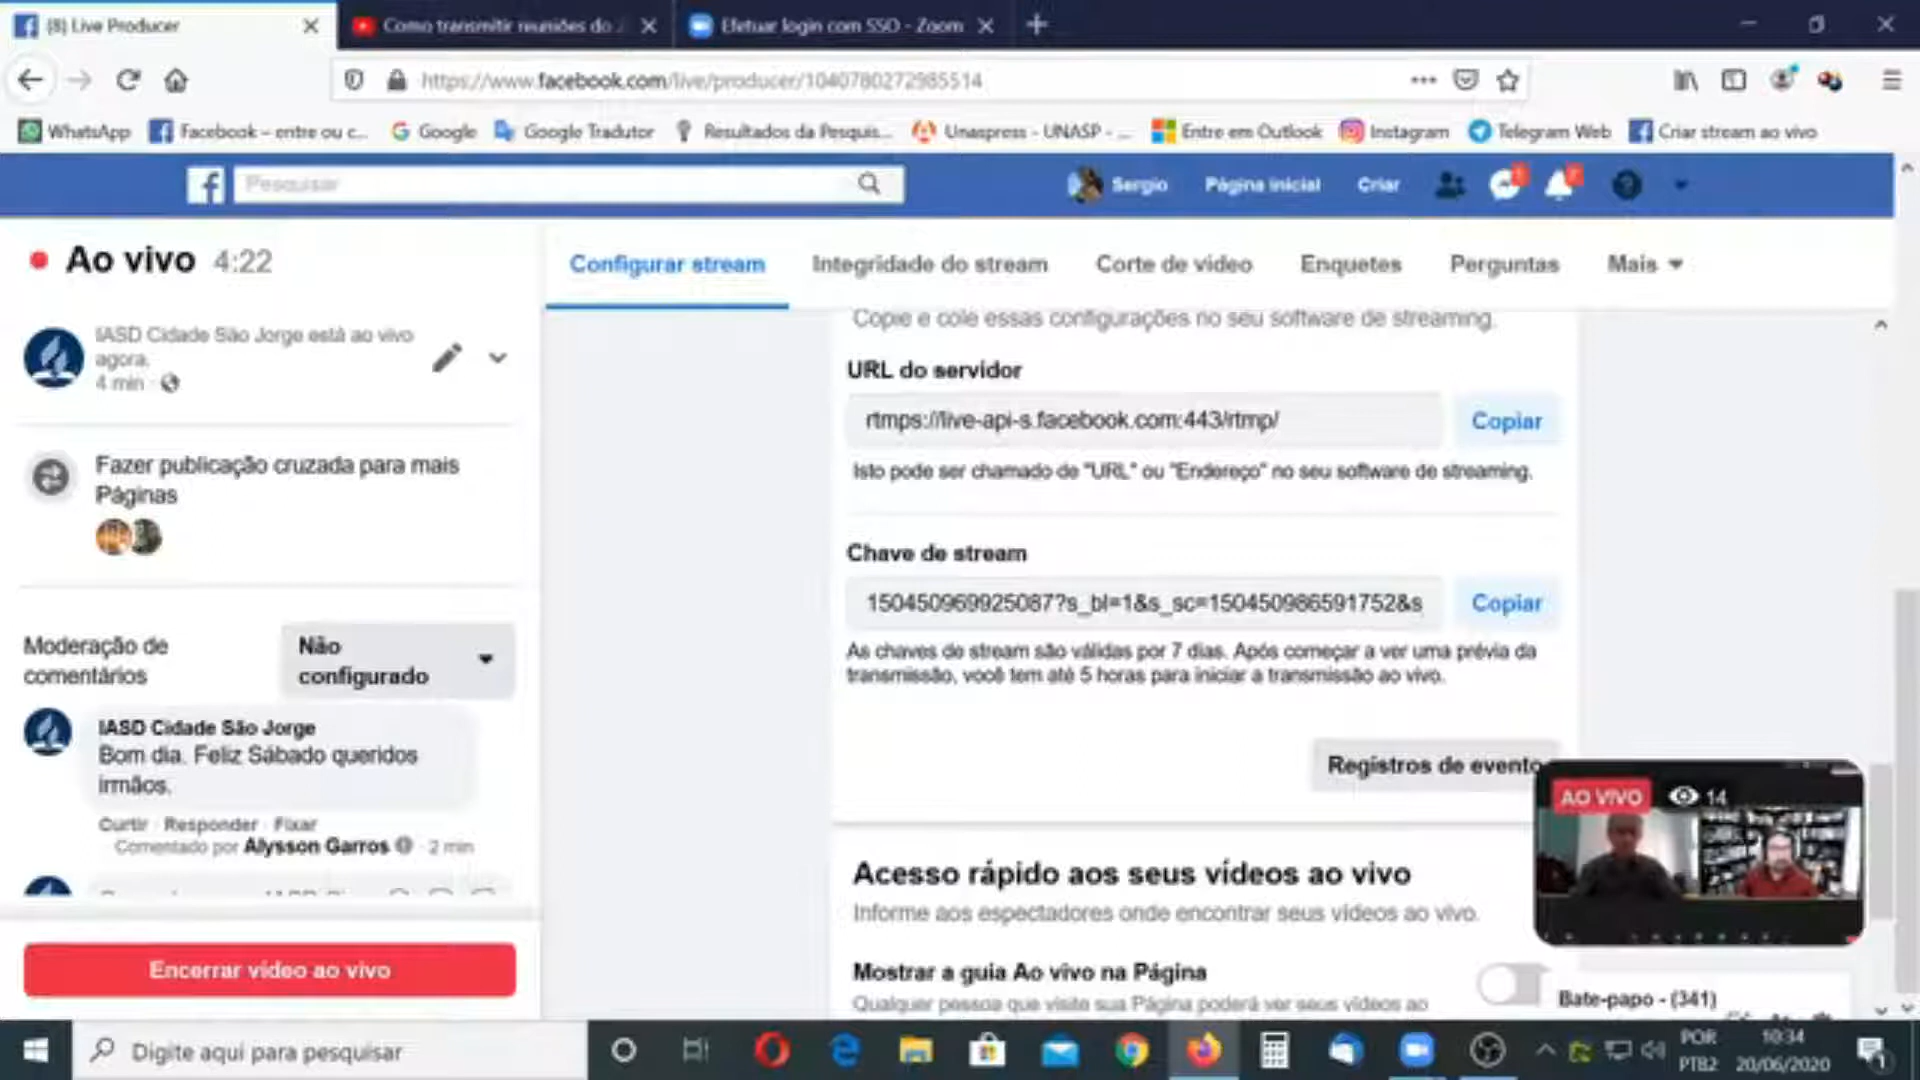 (8) Live Producer
Como transmitir reuniões do
Efetuar login com SSO - Zoom
https://www.facebook.com/live/producer/1040780272985514
WhatsApp
Facebook – entre ou c...
Google
Google Tradutor
Resultados da Pesquis...
Unaspress - UNASP - ...
Entre em Outlook
Instagram
Telegram Web
Criar stream ao vivo
Pesquisar
Sergio
Página inicial
Criar
Ao vivo 4:22
Configurar stream
Integridade do stream
Corte de vídeo
Enquetes
Perguntas
Mais
IASD Cidade São Jorge está ao vivo
agora.
4 min
Fazer publicação cruzada para mais
Páginas
Moderação de
comentários
Não
configurado
IASD Cidade São Jorge
Bom dia. Feliz Sábado queridos
irmãos.
Curtir · Responder · Fixar
Comentado por Alysson Garros · 2 min
Encerrar vídeo ao vivo
Copie e cole essas configurações no seu software de streaming.
URL do servidor
rtmps://live-api-s.facebook.com:443/rtmp/
Copiar
Isto pode ser chamado de "URL" ou "Endereço" no seu software de streaming.
Chave de stream
150450969925087?s_bl=1&s_sc=150450986591752&s
Copiar
As chaves de stream são válidas por 7 dias. Após começar a ver uma prévia da
transmissão, você tem até 5 horas para iniciar a transmissão ao vivo.
Registros de evento
AO VIVO 14
Acesso rápido aos seus vídeos ao vivo
Informe aos espectadores onde encontrar seus vídeos ao vivo.
Mostrar a guia Ao vivo na Página
Qualquer pessoa que visite sua Página poderá ver seus vídeos ao
Bate-papo - (341)
Digite aqui para pesquisar
POR
PTB2
10:34
20/06/2020
1